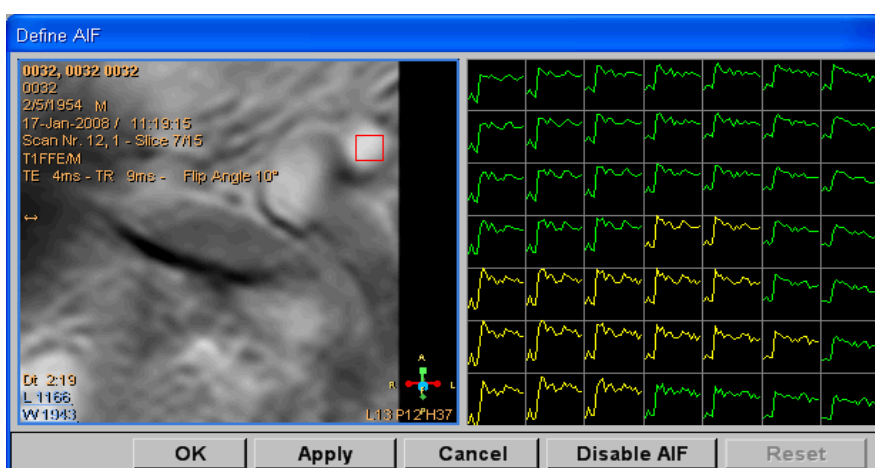 Define AIF
0032, 0032 0032
0032
2/5/1954 M
17-Jan-2008 / 11:19:15
Scan Nr. 12, 1 - Slice 7/15
T1FFE/M
TE 4ms - TR 9ms - Flip Angle 10°
A
R L
P
Dt 2:19
L 1166
W 1943
L13 P12 H37
OK Apply Cancel Disable AIF Reset